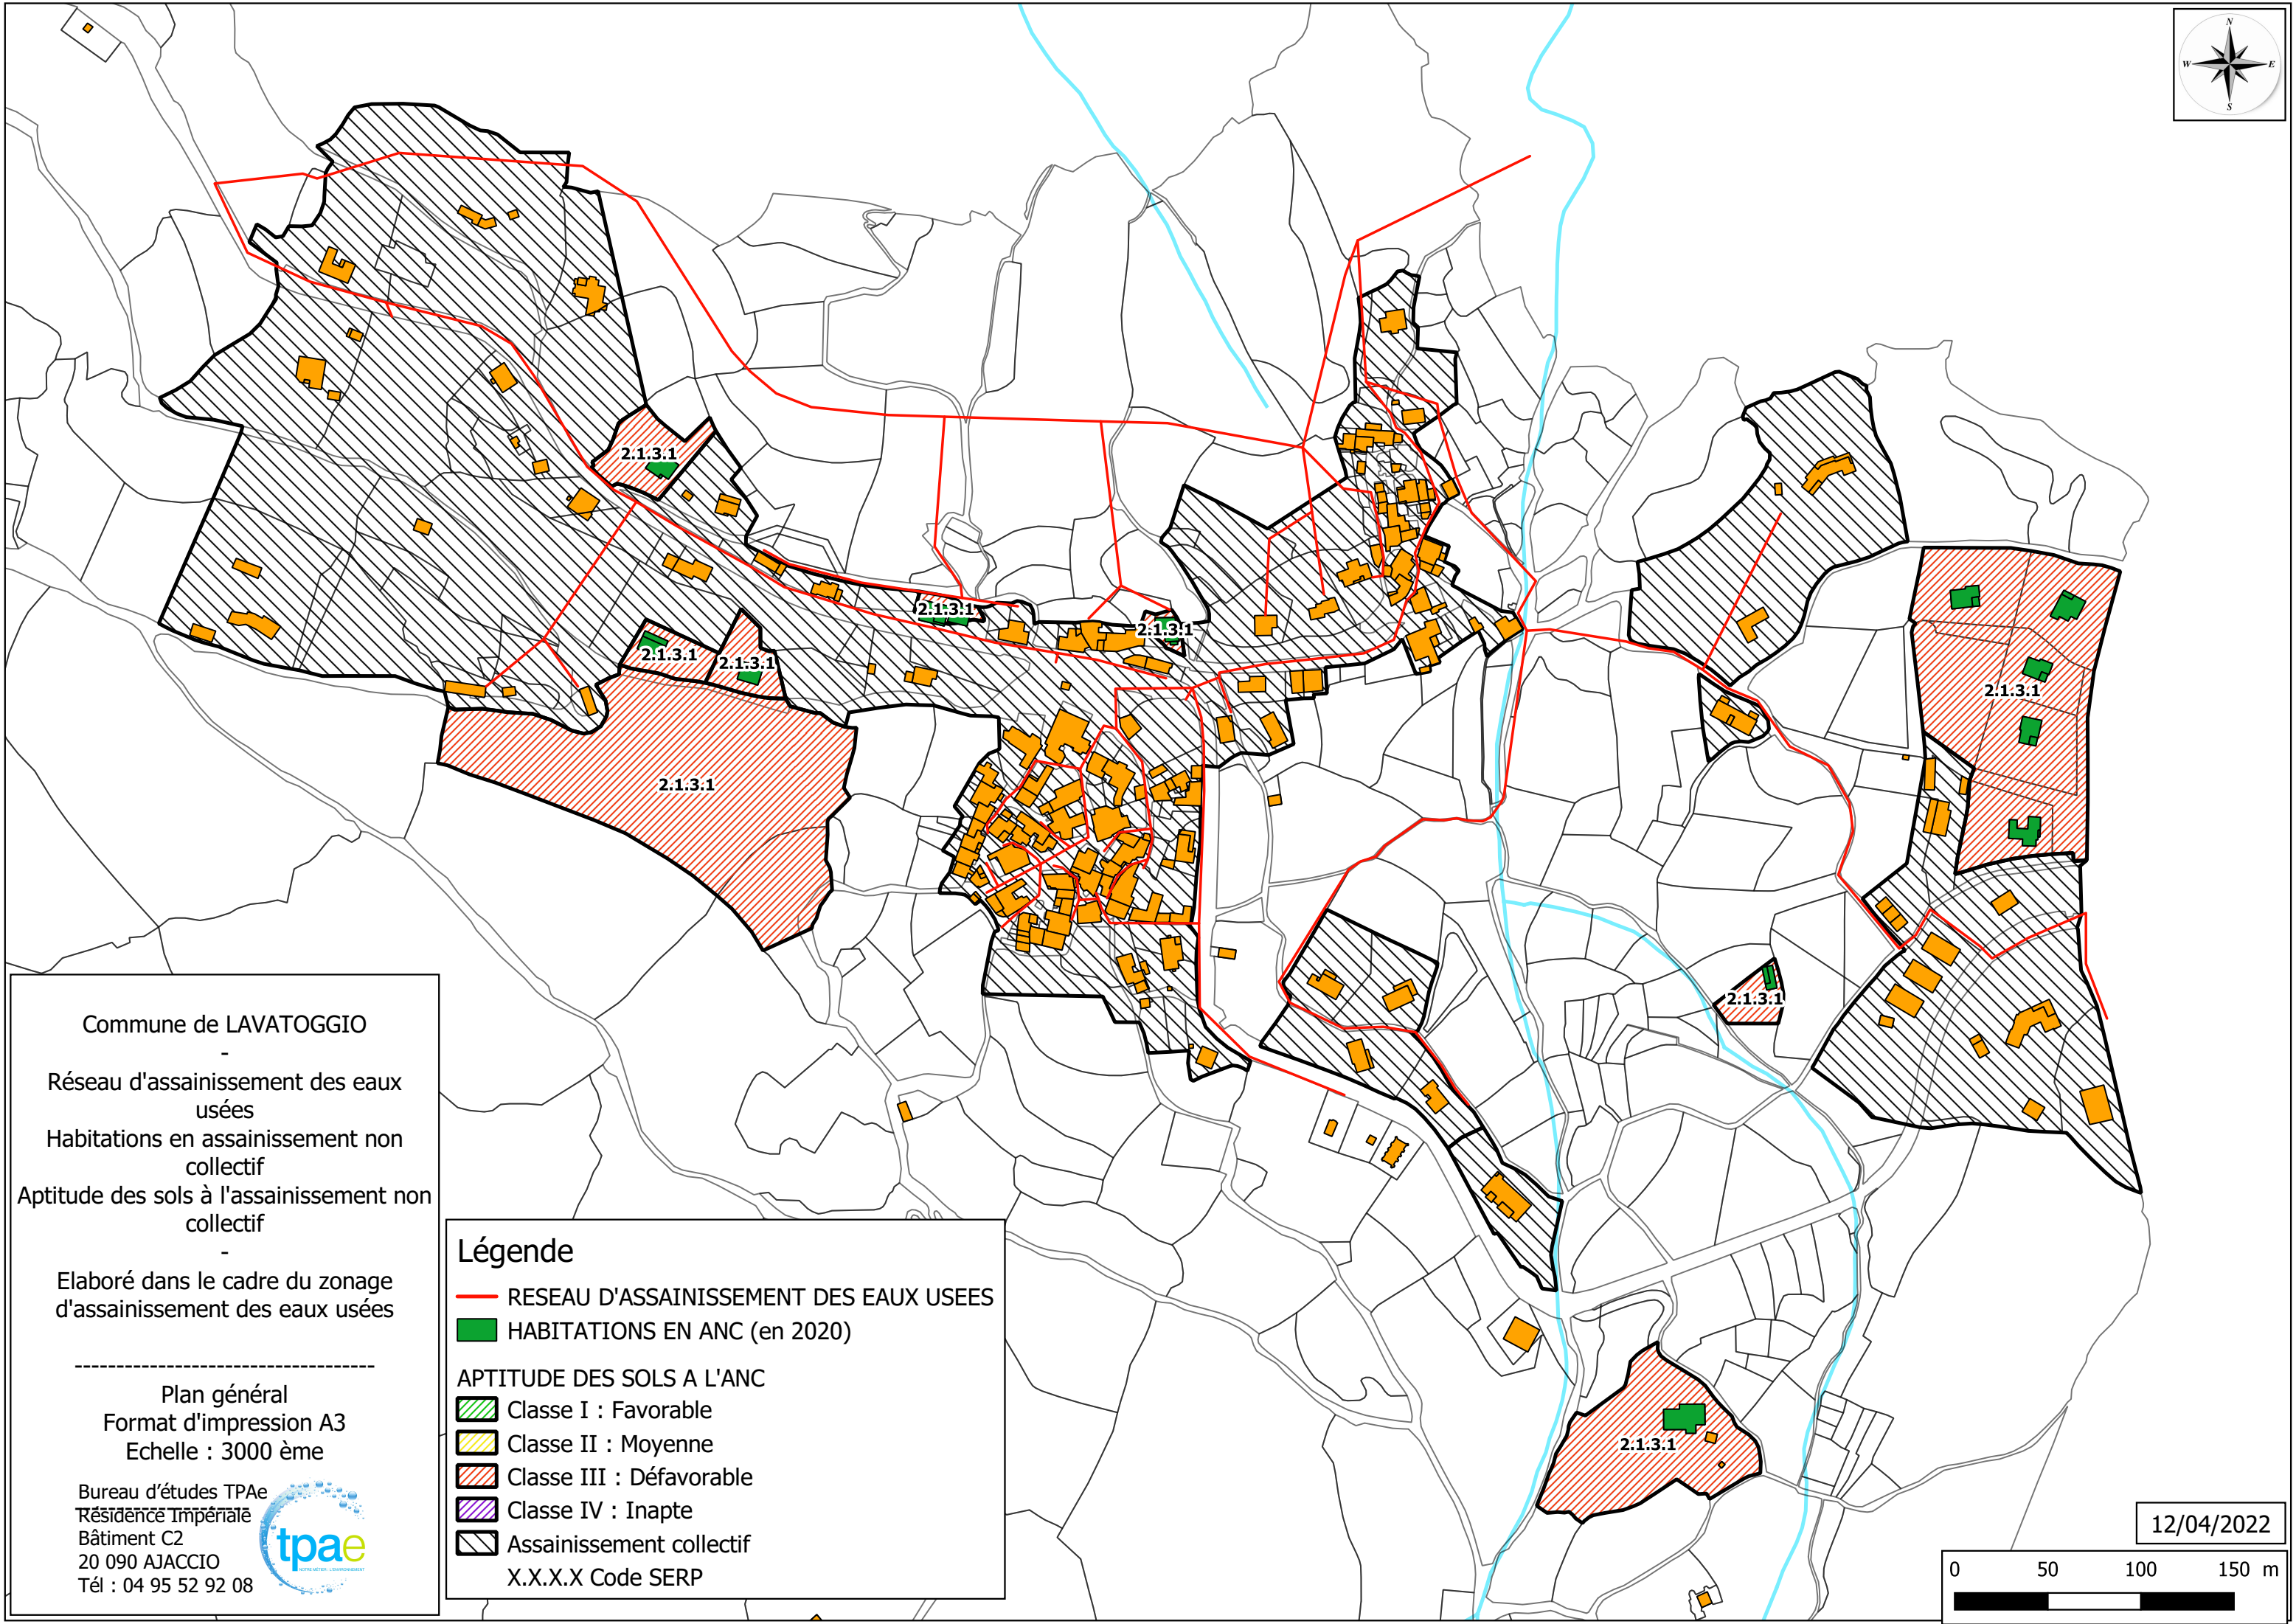 N
W E
S
2.1.3.1
2.1.3.1
2.1.3.1
2.1.3.1
2.1.3.1
2.1.3.1
2.1.3.1
2.1.3.1
2.1.3.1
Commune de LAVATOGGIO
-
Réseau d'assainissement des eaux
usées
Habitations en assainissement non
collectif
Aptitude des sols à l'assainissement non
collectif
-
Elaboré dans le cadre du zonage
d'assainissement des eaux usées
------------------------------------
Plan général
Format d'impression A3
Echelle : 3000 ème
Bureau d'études TPAe
Résidence Impériale
Bâtiment C2
20 090 AJACCIO
Tél : 04 95 52 92 08
tpae
NOTRE MÉTIER : L'ENVIRONNEMENT
Légende
RESEAU D'ASSAINISSEMENT DES EAUX USEES
HABITATIONS EN ANC (en 2020)
APTITUDE DES SOLS A L'ANC
Classe I : Favorable
Classe II : Moyenne
Classe III : Défavorable
Classe IV : Inapte
Assainissement collectif
X.X.X.X Code SERP
12/04/2022
0 50 100 150 m